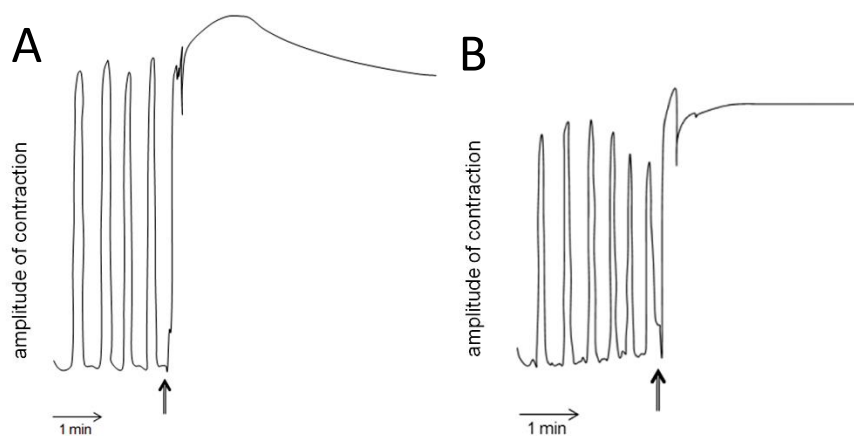 A
amplitude of contraction
1 min
B
amplitude of contraction
1 min